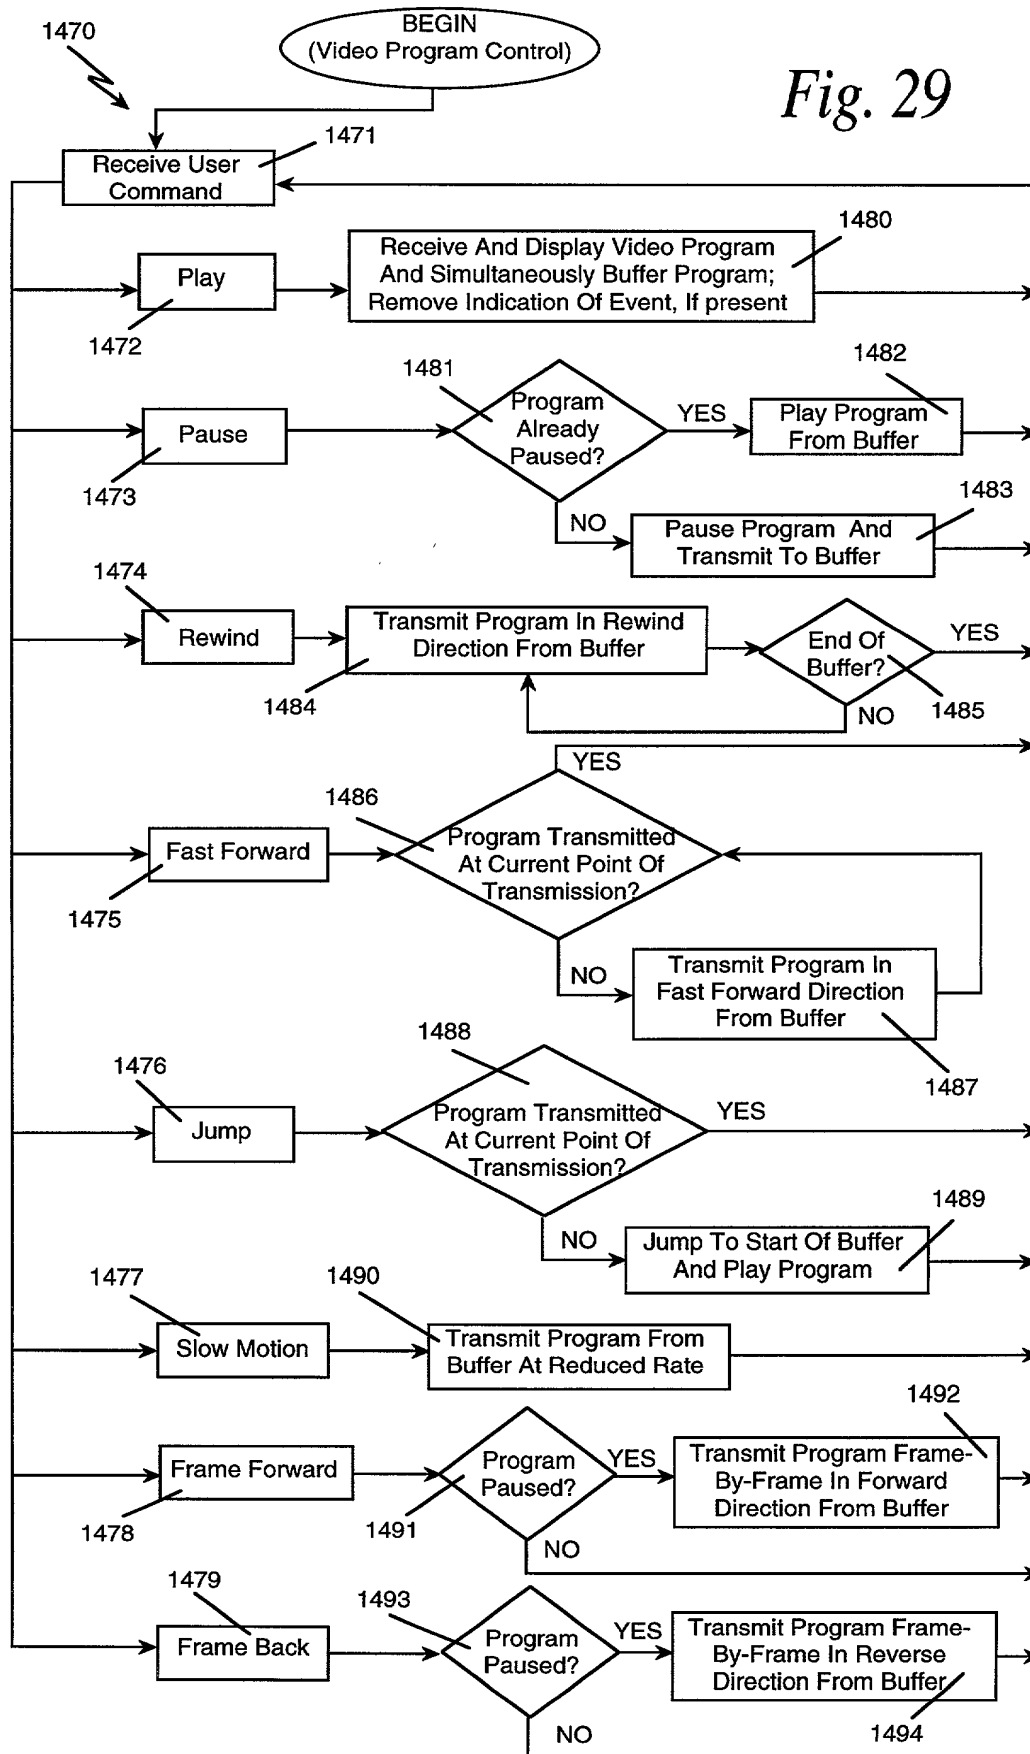 1470
BEGIN
(Video Program Control)
Fig. 29
1471
Receive User
Command
1480
Play
1472
Receive And Display Video Program
And Simultaneously Buffer Program;
Remove Indication Of Event, If present
1481
1482
Pause
1473
Program
Already
Paused?
YES
Play Program
From Buffer
NO
1483
Pause Program And
Transmit To Buffer
1474
Rewind
Transmit Program In Rewind
Direction From Buffer
1484
End Of
Buffer?
YES
NO
1485
YES
1486
Fast Forward
1475
Program Transmitted
At Current Point Of
Transmission?
NO
Transmit Program In
Fast Forward Direction
From Buffer
1487
1488
1476
Jump
Program Transmitted
At Current Point Of
Transmission?
YES
NO
1489
Jump To Start Of Buffer
And Play Program
1477
1490
Slow Motion
Transmit Program From
Buffer At Reduced Rate
1492
Frame Forward
1478
Program
Paused?
1491
YES
Transmit Program Frame-
By-Frame In Forward
Direction From Buffer
NO
1479
1493
Frame Back
Program
Paused?
YES
Transmit Program Frame-
By-Frame In Reverse
Direction From Buffer
1494
NO